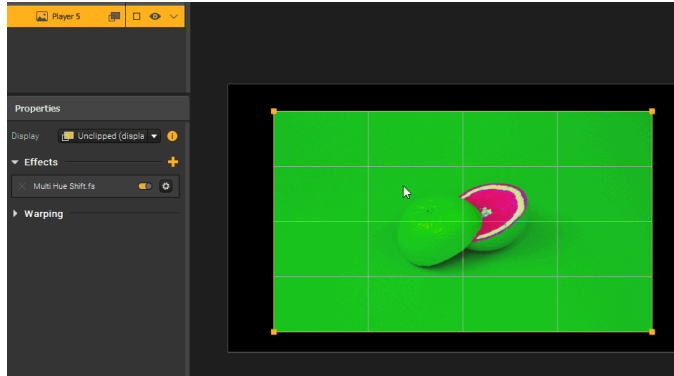 Player 5
Properties
Display Unclipped (displa
Effects
Multi Hue Shift.fs
Warping